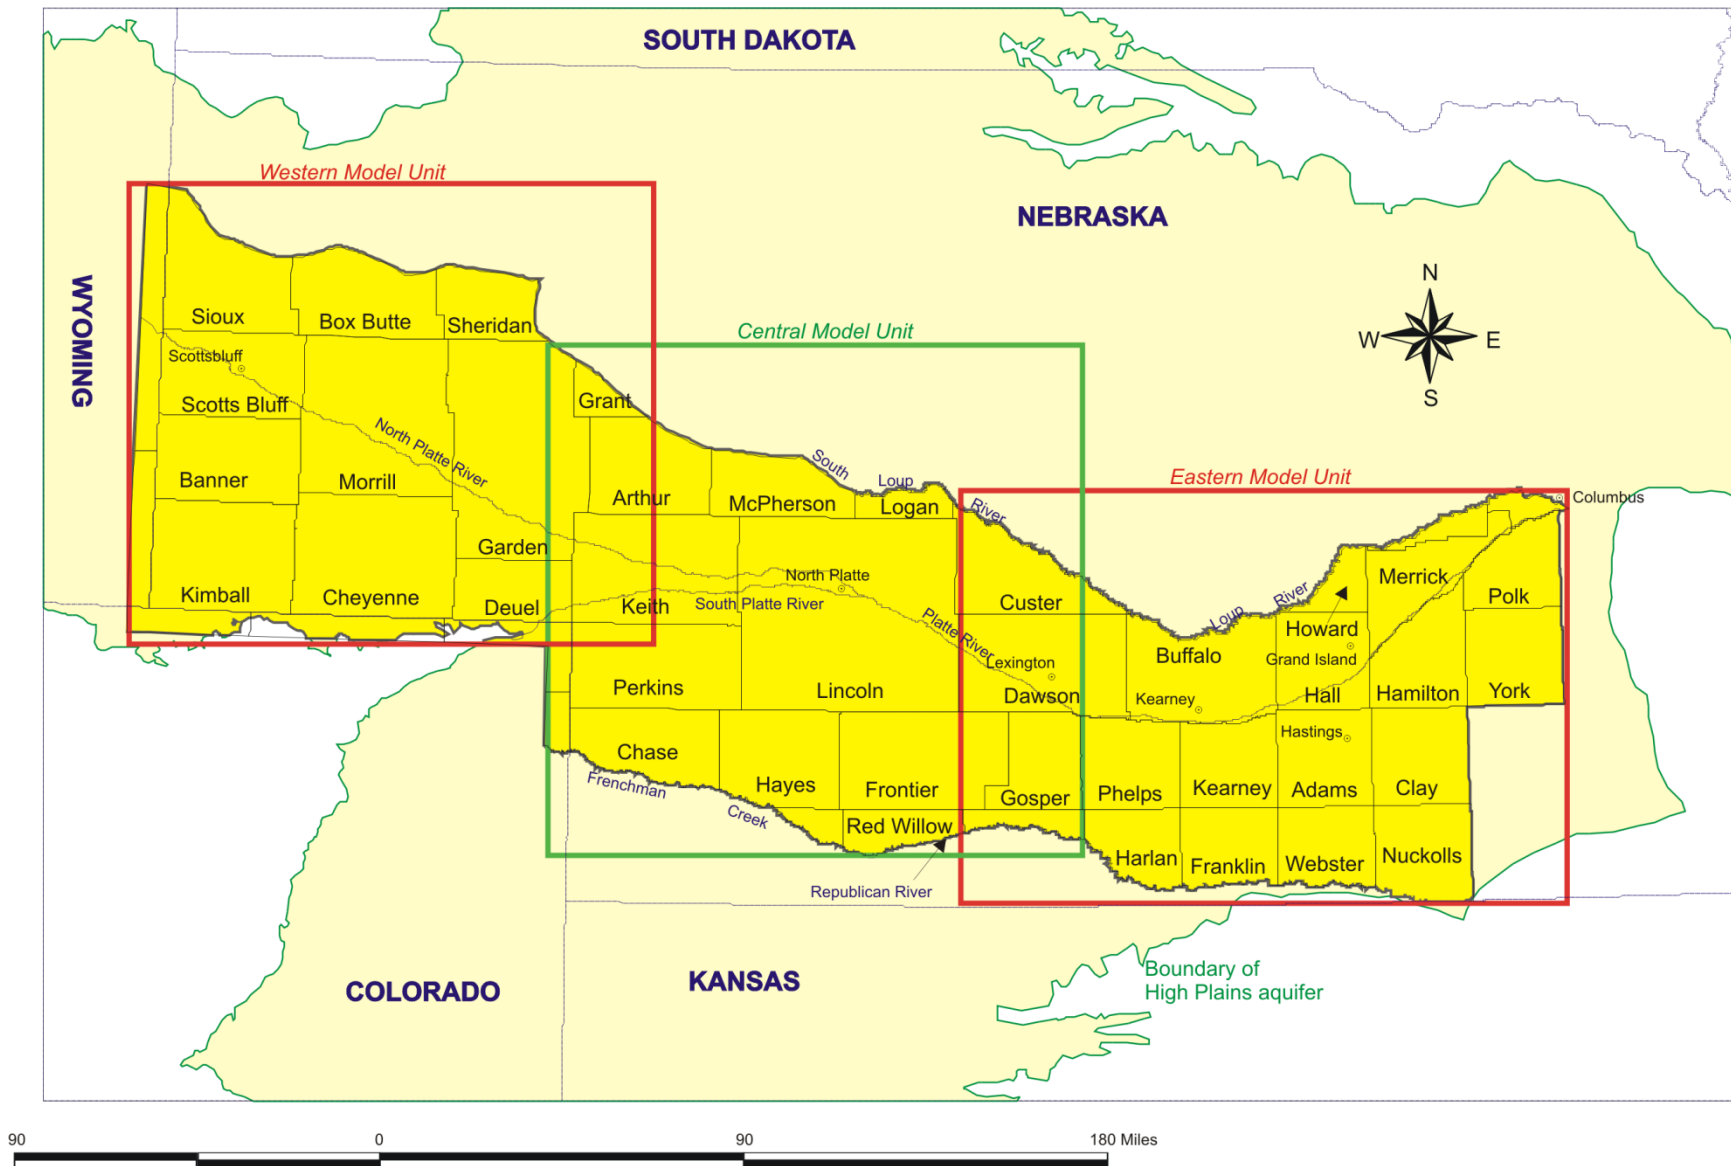 SOUTH DAKOTA
Western Model Unit
NEBRASKA
WYOMING
N
W
E
S
Sioux
Box Butte
Sheridan
Central Model Unit
Scottsbluff
Scotts Bluff
Grant
North Platte River
South
Loup
River
Eastern Model Unit
Columbus
Banner
Morrill
Arthur
McPherson
Logan
Garden
Kimball
Cheyenne
Deuel
Keith
North Platte
South Platte River
Platte River
Custer
Loup
River
Merrick
Polk
Howard
Buffalo
Grand Island
Lexington
Perkins
Lincoln
Dawson
Kearney
Hall
Hamilton
York
Hastings
Chase
Hayes
Frontier
Gosper
Phelps
Kearney
Adams
Clay
Frenchman
Creek
Red Willow
Harlan
Franklin
Webster
Nuckolls
Republican River
COLORADO
KANSAS
Boundary of
High Plains aquifer
90
0
90
180 Miles